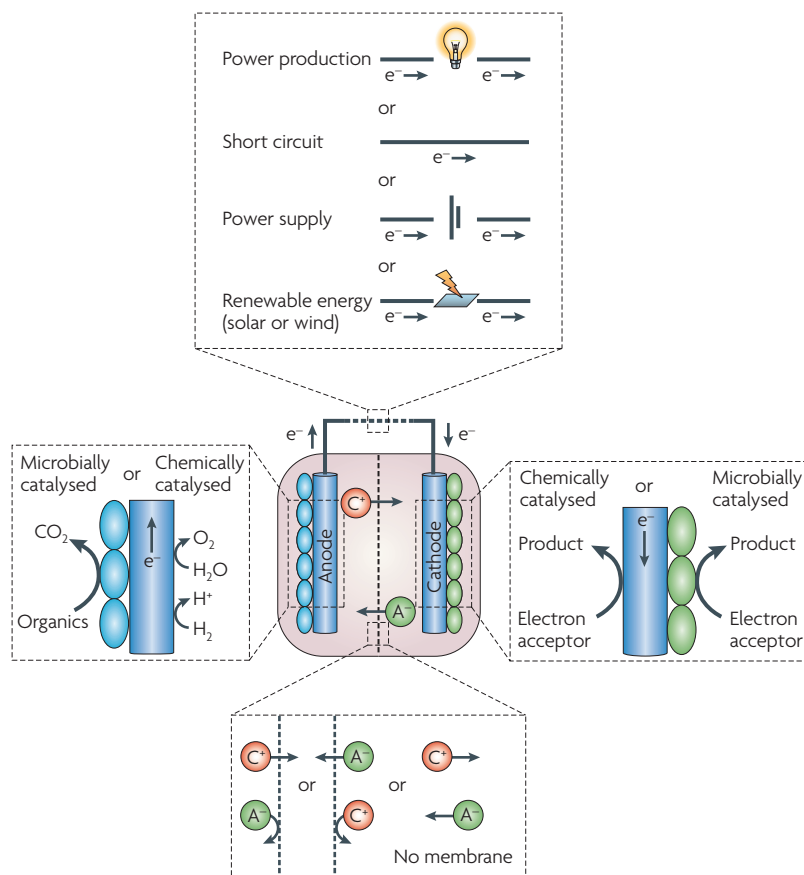 Power production
e⁻ e⁻
or
Short circuit
e⁻
or
Power supply
e⁻ e⁻
or
Renewable energy
(solar or wind)
e⁻ e⁻
e⁻ e⁻
Microbially
catalysed
or
Chemically
catalysed
CO₂
Organics
e⁻
O₂
H₂O
H⁺
H₂
Anode
C⁺
A⁻
Cathode
Chemically
catalysed
or
Microbially
catalysed
Product
Electron
acceptor
e⁻
Product
Electron
acceptor
C⁺ A⁻ C⁺
or or
A⁻ C⁺ A⁻
No membrane